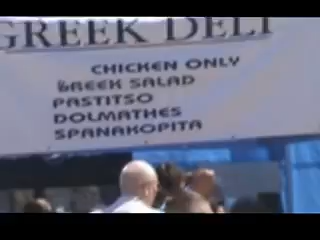 GREEK DELI
CHICKEN ONLY
GREEK SALAD
PASTITSO
DOLMATHES
SPANAKOPITA